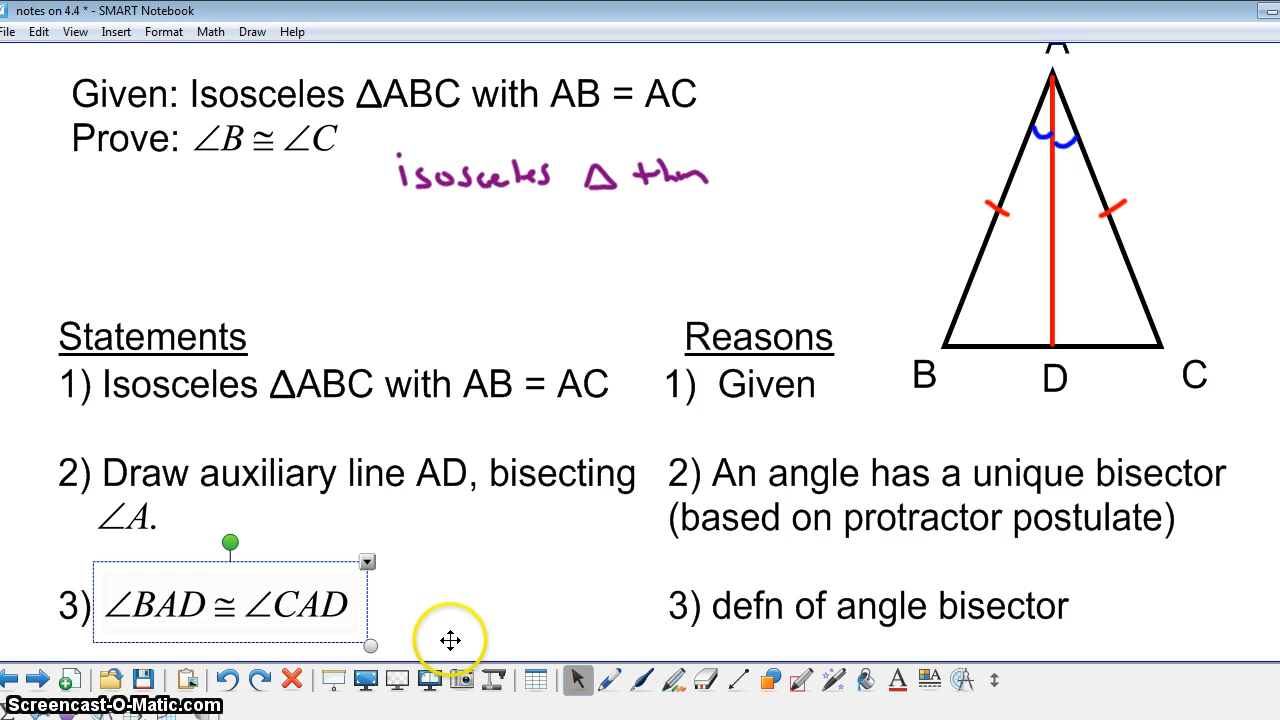 notes on 4.4 * - SMART Notebook
File Edit View Insert Format Math Draw Help
A
Given: Isosceles ΔABC with AB = AC
Prove: ∠B ≅ ∠C
isosceles Δ thm
B D C
Statements Reasons
1) Isosceles ΔABC with AB = AC 1) Given
2) Draw auxiliary line AD, bisecting 2) An angle has a unique bisector
∠A. (based on protractor postulate)
3) ∠BAD ≅ ∠CAD 3) defn of angle bisector
Screencast-O-Matic.com